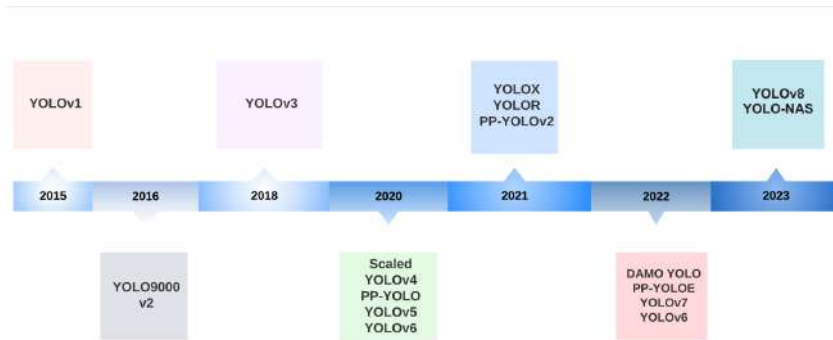 YOLOv1
YOLOv3
YOLOX
YOLOR
PP-YOLOv2
YOLOv8
YOLO-NAS
2015
2016
2018
2020
2021
2022
2023
YOLO9000
v2
Scaled
YOLOv4
PP-YOLO
YOLOv5
YOLOv6
DAMO YOLO
PP-YOLOE
YOLOv7
YOLOv6